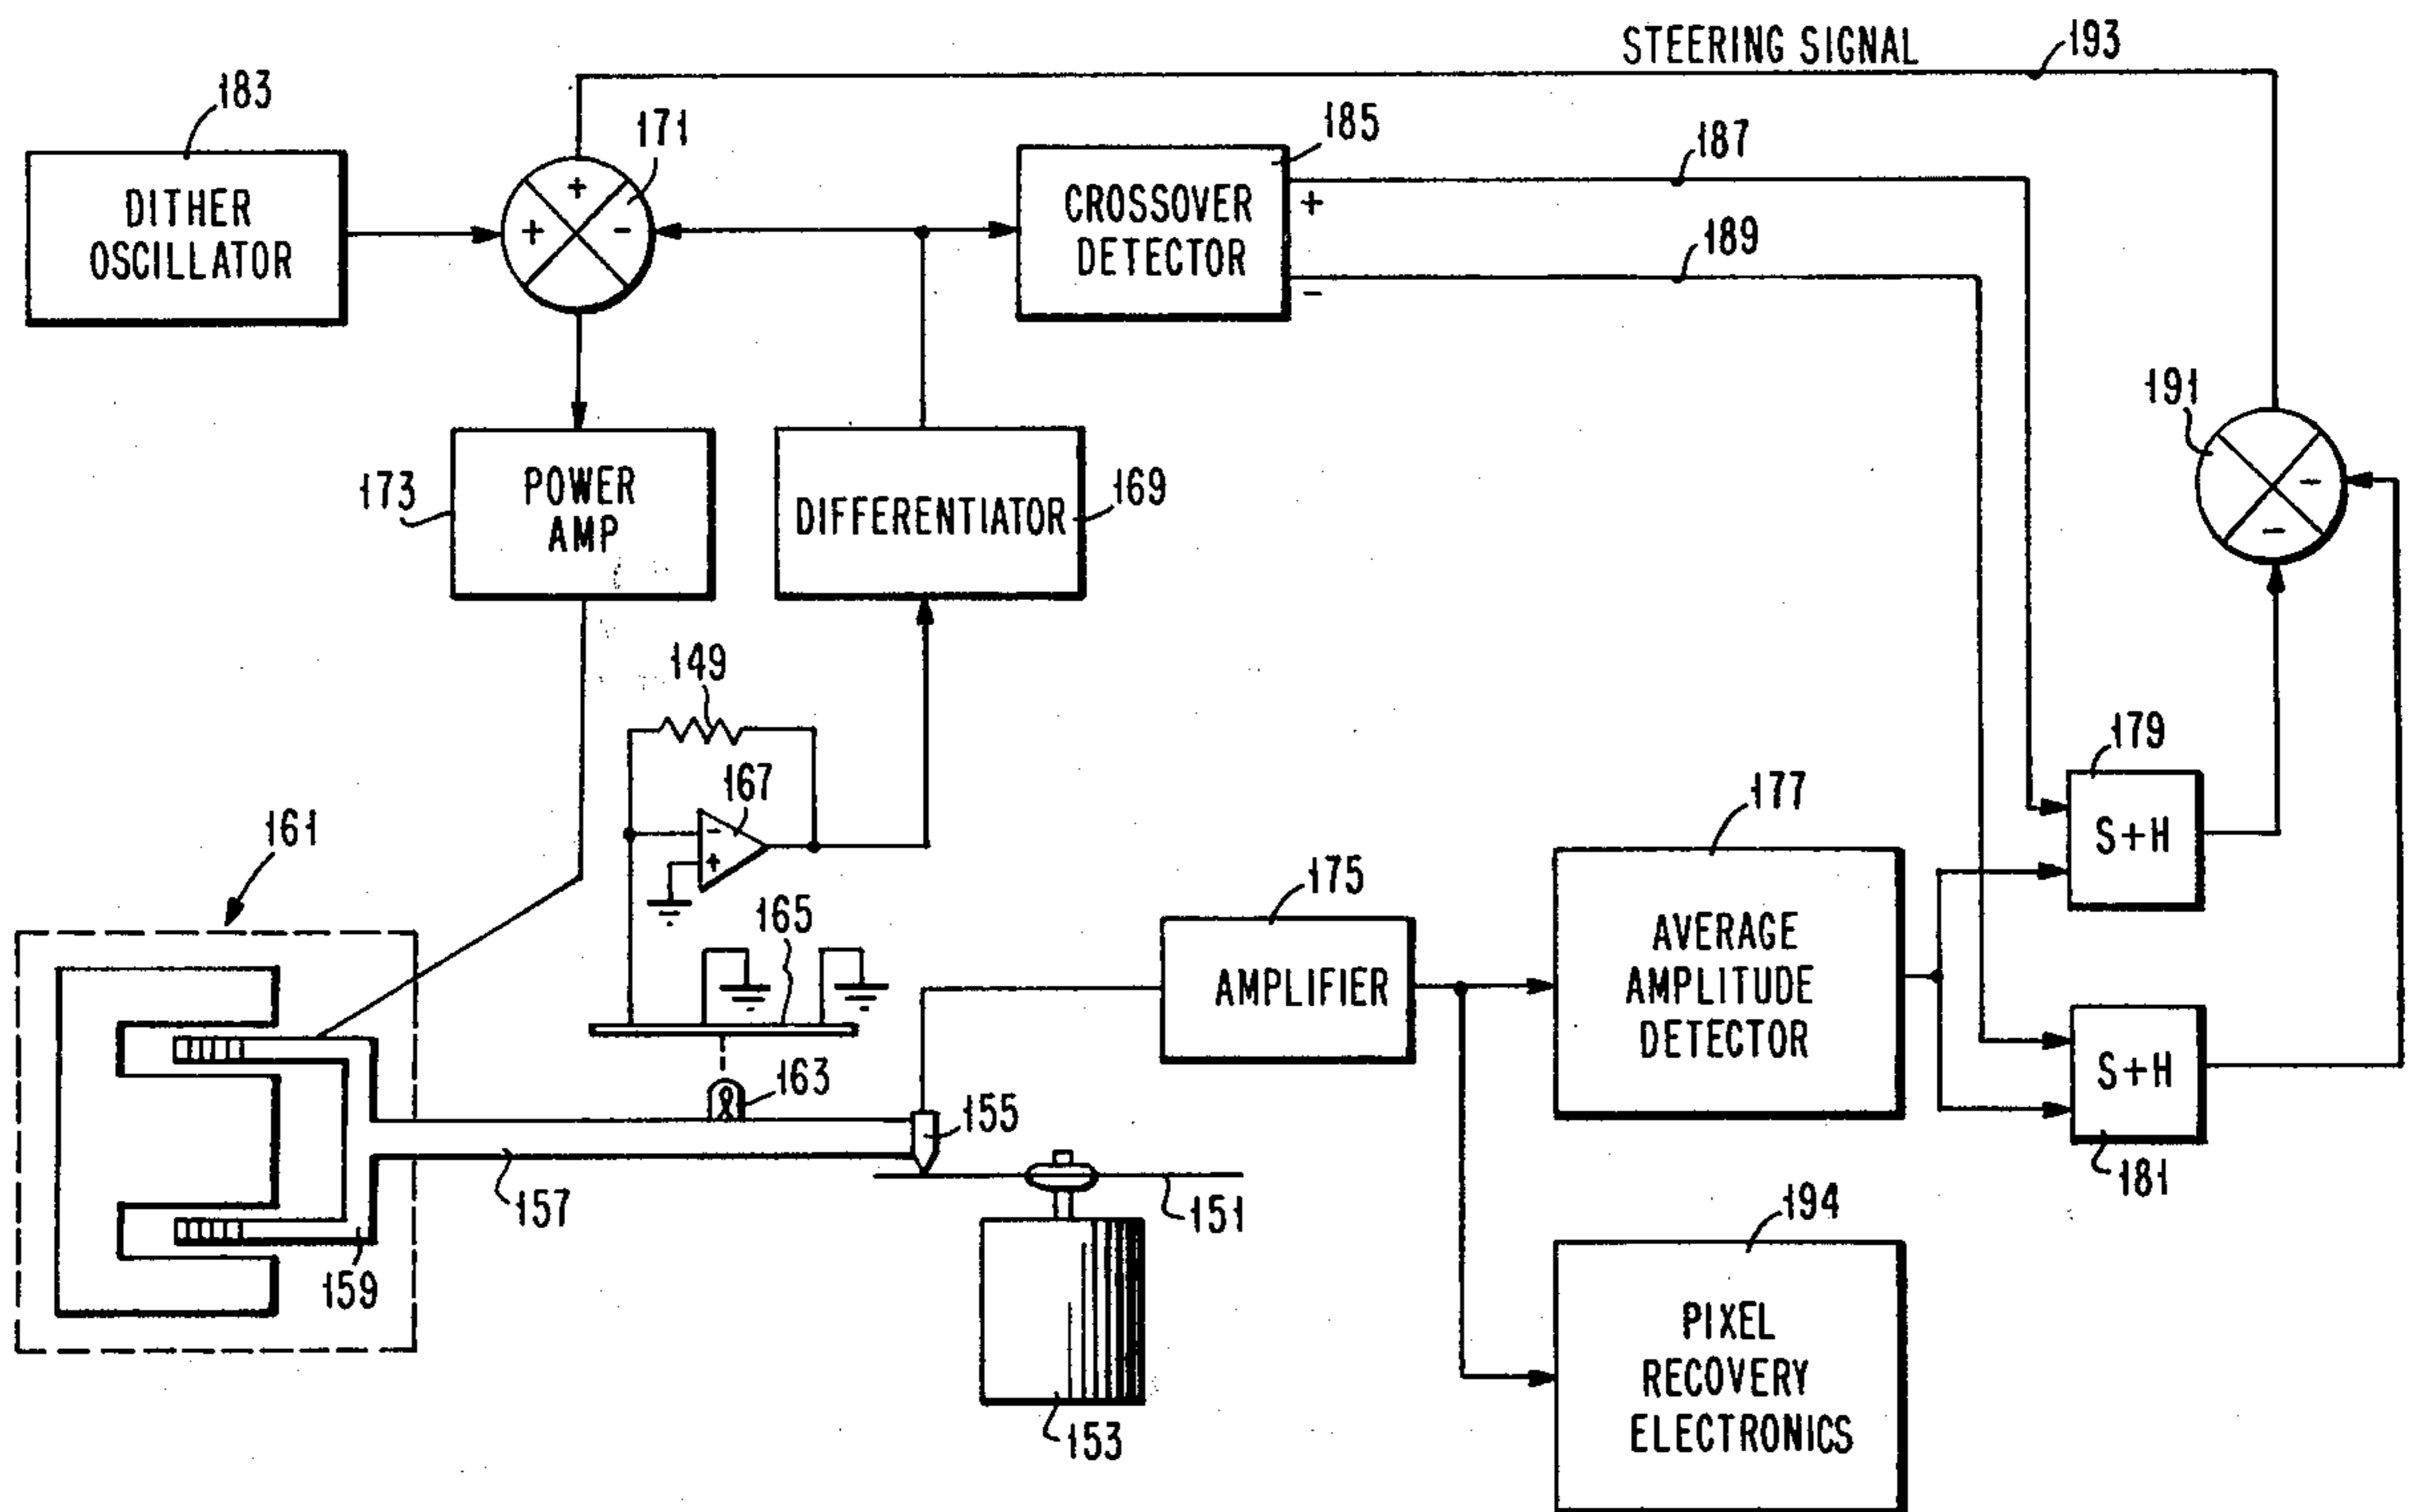 STEERING SIGNAL
193
183
171
185
187
DITHER
OSCILLATOR
+
+
-
CROSSOVER
DETECTOR
+
189
-
191
-
-
173
POWER
AMP
DIFFERENTIATOR
169
149
167
-
+
179
S+H
161
177
165
175
AVERAGE
AMPLITUDE
DETECTOR
AMPLIFIER
S+H
163
155
181
157
151
194
159
PIXEL
RECOVERY
ELECTRONICS
153